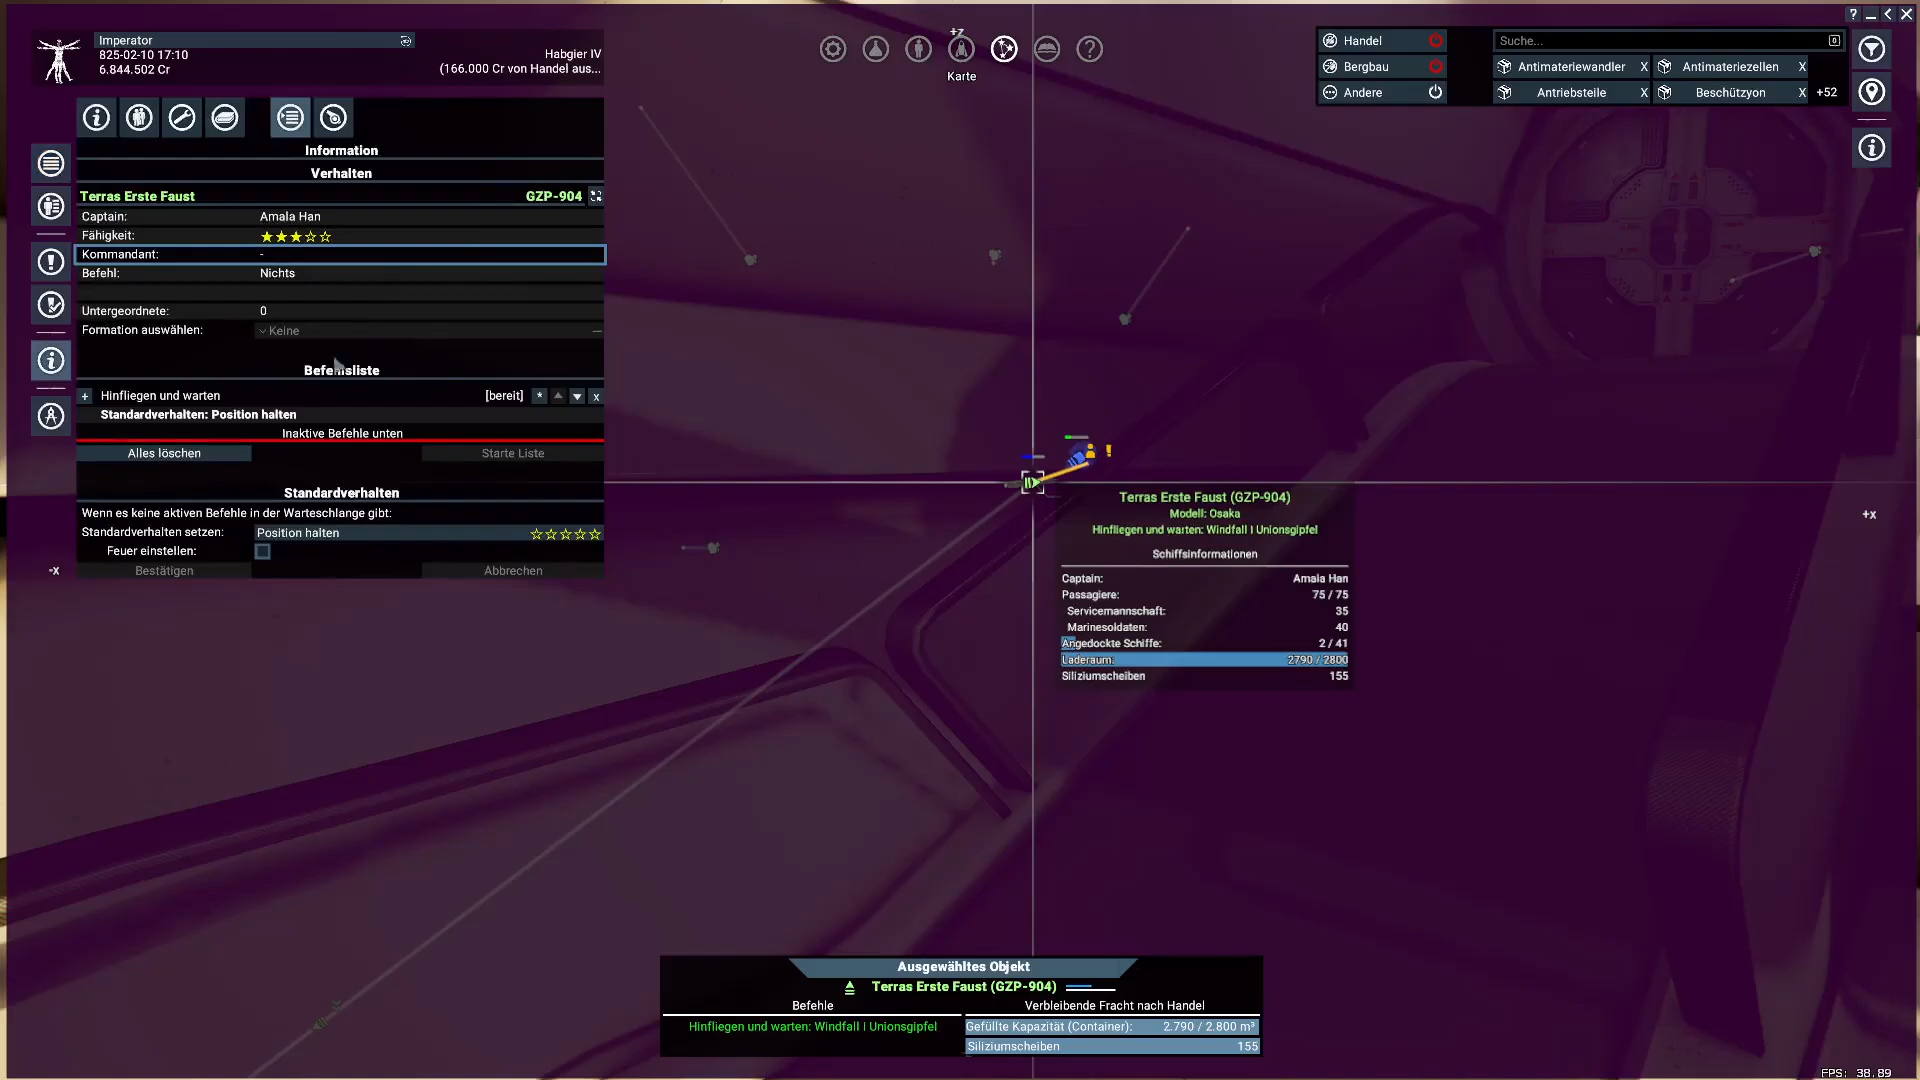 Imperator
825-02-10 17:10
6.844.502 Cr
Habgier IV
(166.000 Cr von Handel aus...
+z
Karte
Handel
Bergbau
Andere
Suche...
0
Antimateriewandler X
Antimateriezellen X
Antriebsteile X
Beschützyon X
+52
Information
Verhalten
Terras Erste Faust GZP-904
Captain: Amala Han
Fähigkeit:
Kommandant: -
Befehl: Nichts
Untergeordnete: 0
Formation auswählen: Keine
Befehlsliste
+ Hinfliegen und warten [bereit] * x
Standardverhalten: Position halten
Inaktive Befehle unten
Alles löschen Starte Liste
Standardverhalten
Wenn es keine aktiven Befehle in der Warteschlange gibt:
Standardverhalten setzen: Position halten
Feuer einstellen:
Bestätigen Abbrechen
-x
+x
Terras Erste Faust (GZP-904)
Modell: Osaka
Hinfliegen und warten: Windfall I Unionsgipfel
Schiffsinformationen
Captain: Amala Han
Passagiere: 75 / 75
Servicemannschaft: 35
Marinesoldaten: 40
Angedockte Schiffe: 2 / 41
Laderaum: 2790 / 2800
Siliziumscheiben 155
Ausgewähltes Objekt
Terras Erste Faust (GZP-904)
Befehle
Verbleibende Fracht nach Handel
Hinfliegen und warten: Windfall I Unionsgipfel
Gefüllte Kapazität (Container): 2.790 / 2.800 m³
Siliziumscheiben 155
FPS: 38.89